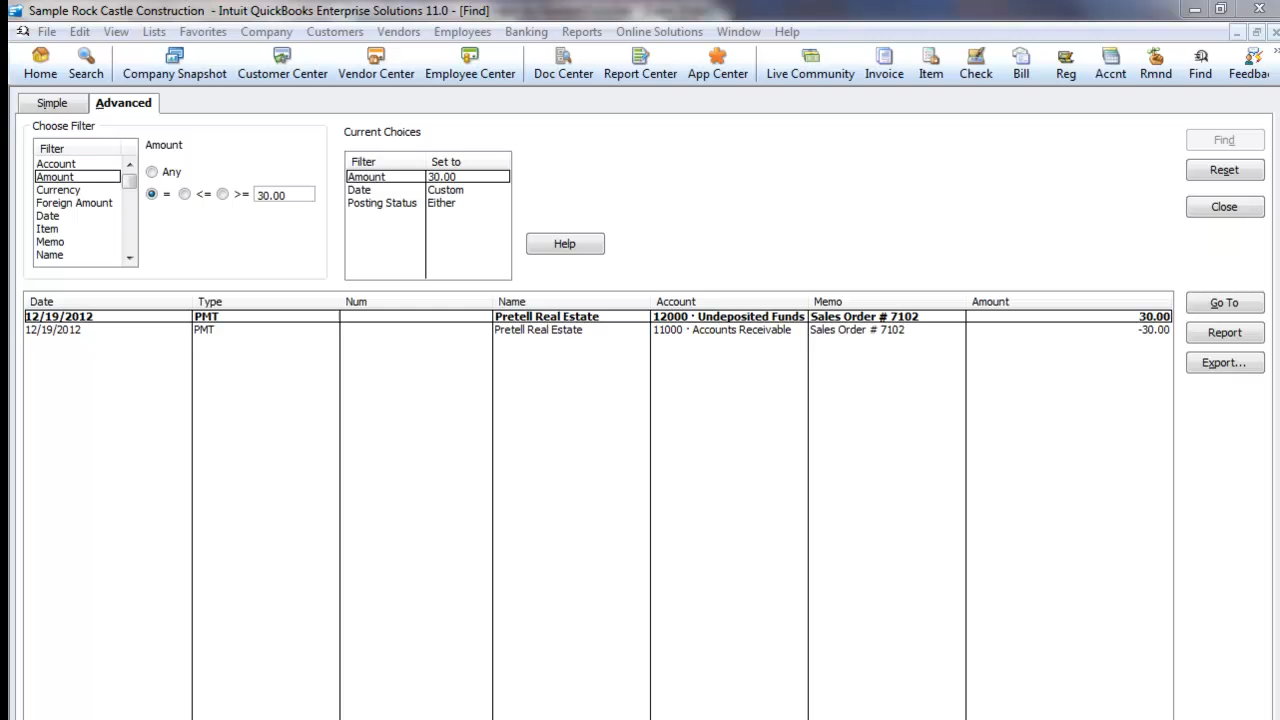 Sample Rock Castle Construction - Intuit QuickBooks Enterprise Solutions 11.0 - [Find]
File Edit View Lists Favorites Company Customers Vendors Employees Banking Reports Online Solutions Window Help
Home Search Company Snapshot Customer Center Vendor Center Employee Center Doc Center Report Center App Center Live Community Invoice Item Check Bill Reg Accnt Rmnd Find Feedba
Simple Advanced
Choose Filter
Filter
Account
Amount
Currency
Foreign Amount
Date
Item
Memo
Name
Amount
Any
= <= >= 30.00
Current Choices
Filter Set to
Amount 30.00
Date Custom
Posting Status Either
Help
Find
Reset
Close
Date Type Num Name Account Memo Amount
12/19/2012 PMT Pretell Real Estate 12000 · Undeposited Funds Sales Order # 7102 30.00
12/19/2012 PMT Pretell Real Estate 11000 · Accounts Receivable Sales Order # 7102 -30.00
Go To
Report
Export...